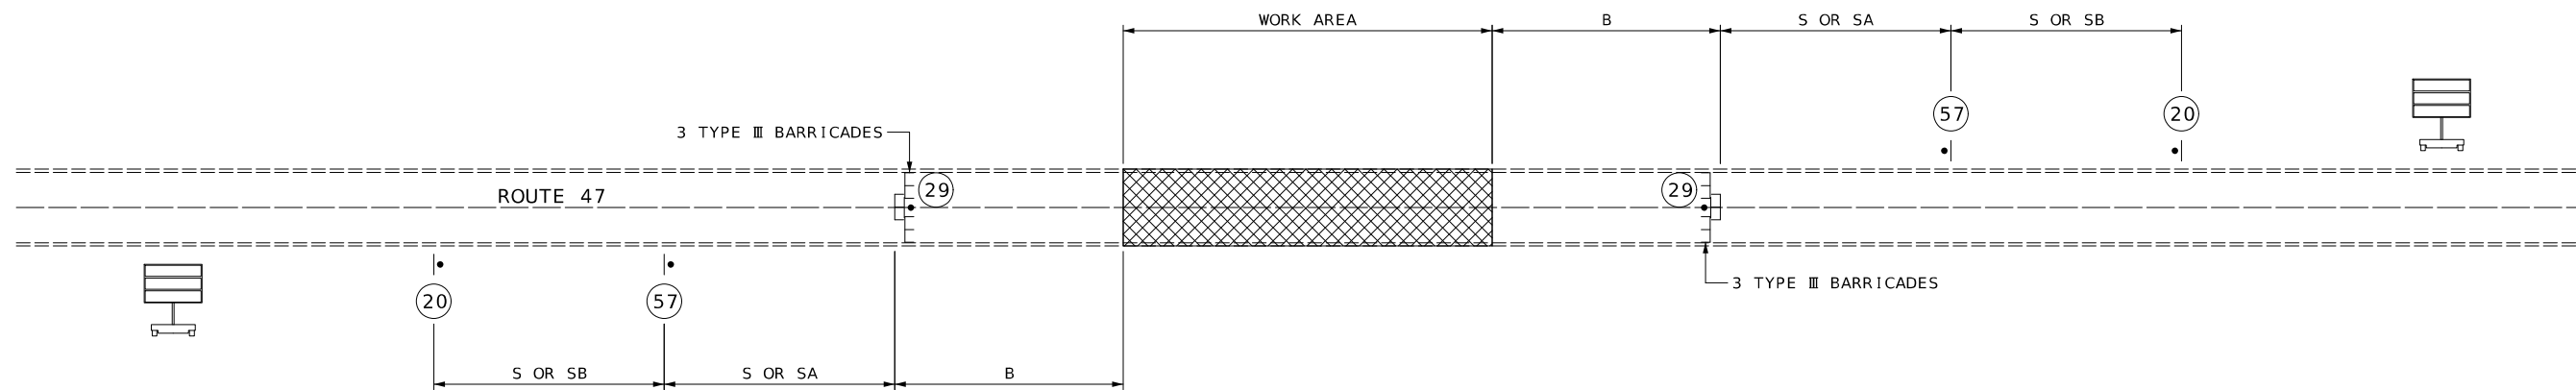 WORK AREA B S OR SA S OR SB
57 20
3 TYPE III BARRICADES
ROUTE 47 29 29
3 TYPE III BARRICADES
20 57
S OR SB S OR SA B